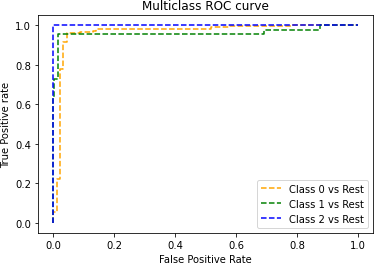 Multiclass ROC curve
True Positive rate
1.0
0.8
0.6
0.4
0.2
0.0
Class 0 vs Rest
Class 1 vs Rest
Class 2 vs Rest
0.0 0.2 0.4 0.6 0.8 1.0
False Positive Rate